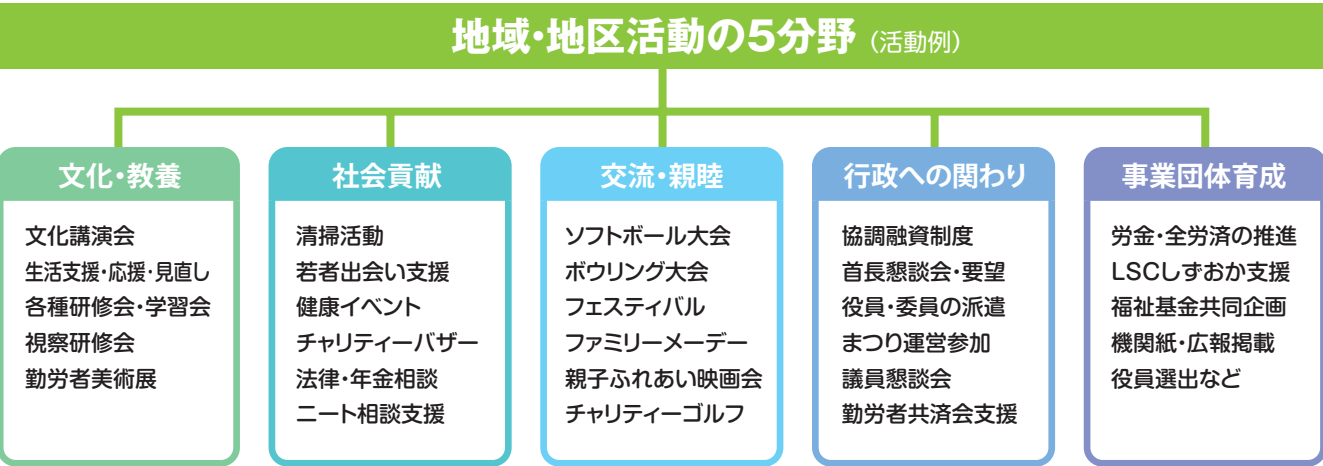 地域・地区活動の5分野（活動例）
文化・教養
文化講演会
生活支援・応援・見直し
各種研修会・学習会
視察研修会
勤労者美術展
社会貢献
清掃活動
若者出会い支援
健康イベント
チャリティーバザー
法律・年金相談
ニート相談支援
交流・親睦
ソフトボール大会
ボウリング大会
フェスティバル
ファミリーメーデー
親子ふれあい映画会
チャリティーゴルフ
行政への関わり
協調融資制度
首長懇談会・要望
役員・委員の派遣
まつり運営参加
議員懇談会
勤労者共済会支援
事業団体育成
労金・全労済の推進
LSCしずおか支援
福祉基金共同企画
機関紙・広報掲載
役員選出など